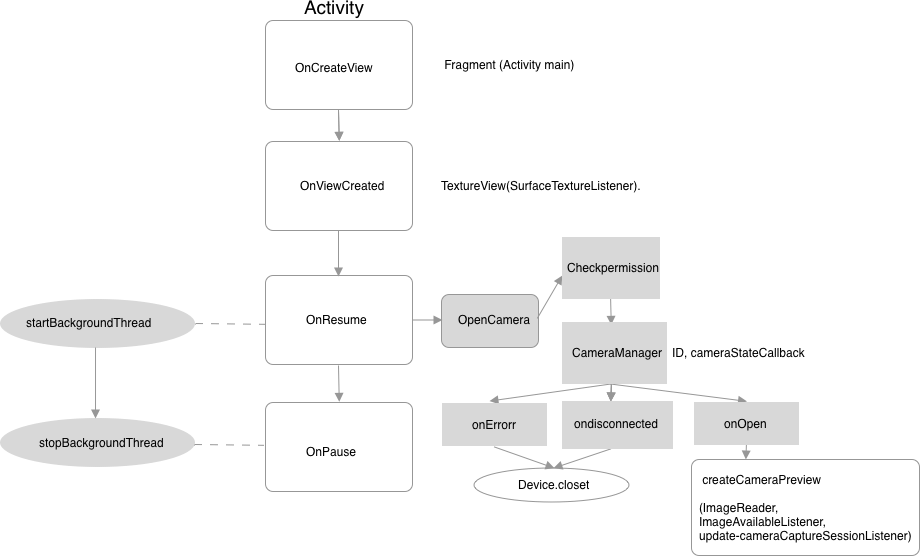 Activity
OnCreateView
Fragment (Activity main)
OnViewCreated
TextureView(SurfaceTextureListener).
Checkpermission
startBackgroundThread
OnResume
OpenCamera
CameraManager
ID, cameraStateCallback
onErrorr
ondisconnected
onOpen
stopBackgroundThread
OnPause
Device.closet
createCameraPreview
(ImageReader,
ImageAvailableListener,
update-cameraCaptureSessionListener)